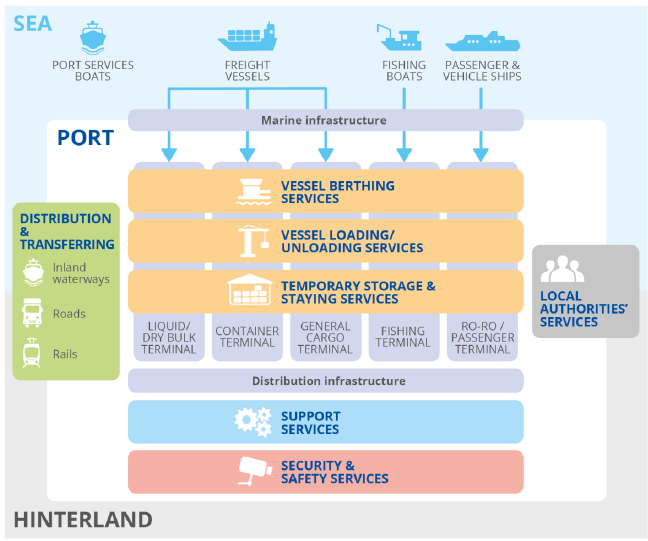 SEA
PORT SERVICES
BOATS
FREIGHT
VESSELS
FISHING
BOATS
PASSENGER &
VEHICLE SHIPS
Marine infrastructure
PORT
VESSEL BERTHING
SERVICES
DISTRIBUTION
&
TRANSFERRING
Inland
waterways
Roads
Rails
VESSEL LOADING/
UNLOADING SERVICES
TEMPORARY STORAGE &
STAYING SERVICES
LOCAL
AUTHORITIES’
SERVICES
LIQUID/
DRY BULK
TERMINAL
CONTAINER
TERMINAL
GENERAL
CARGO
TERMINAL
FISHING
TERMINAL
RO-RO /
PASSENGER
TERMINAL
Distribution infrastructure
SUPPORT
SERVICES
SECURITY &
SAFETY SERVICES
HINTERLAND